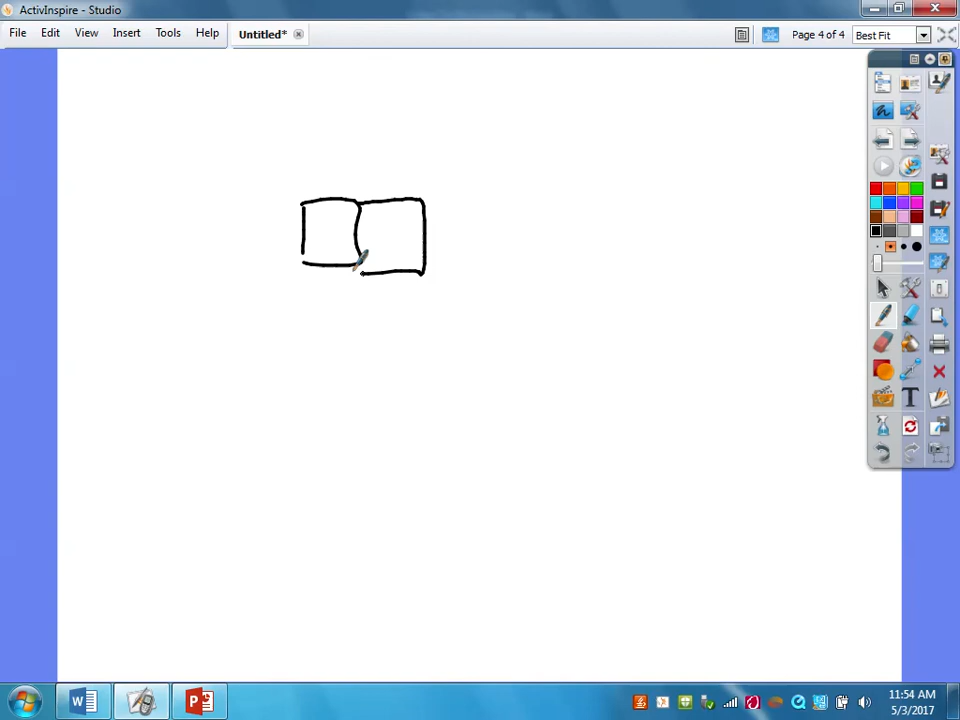 ActivInspire - Studio
File Edit View Insert Tools Help Untitled* Page 4 of 4 Best Fit
T
W P
11:54 AM
5/3/2017